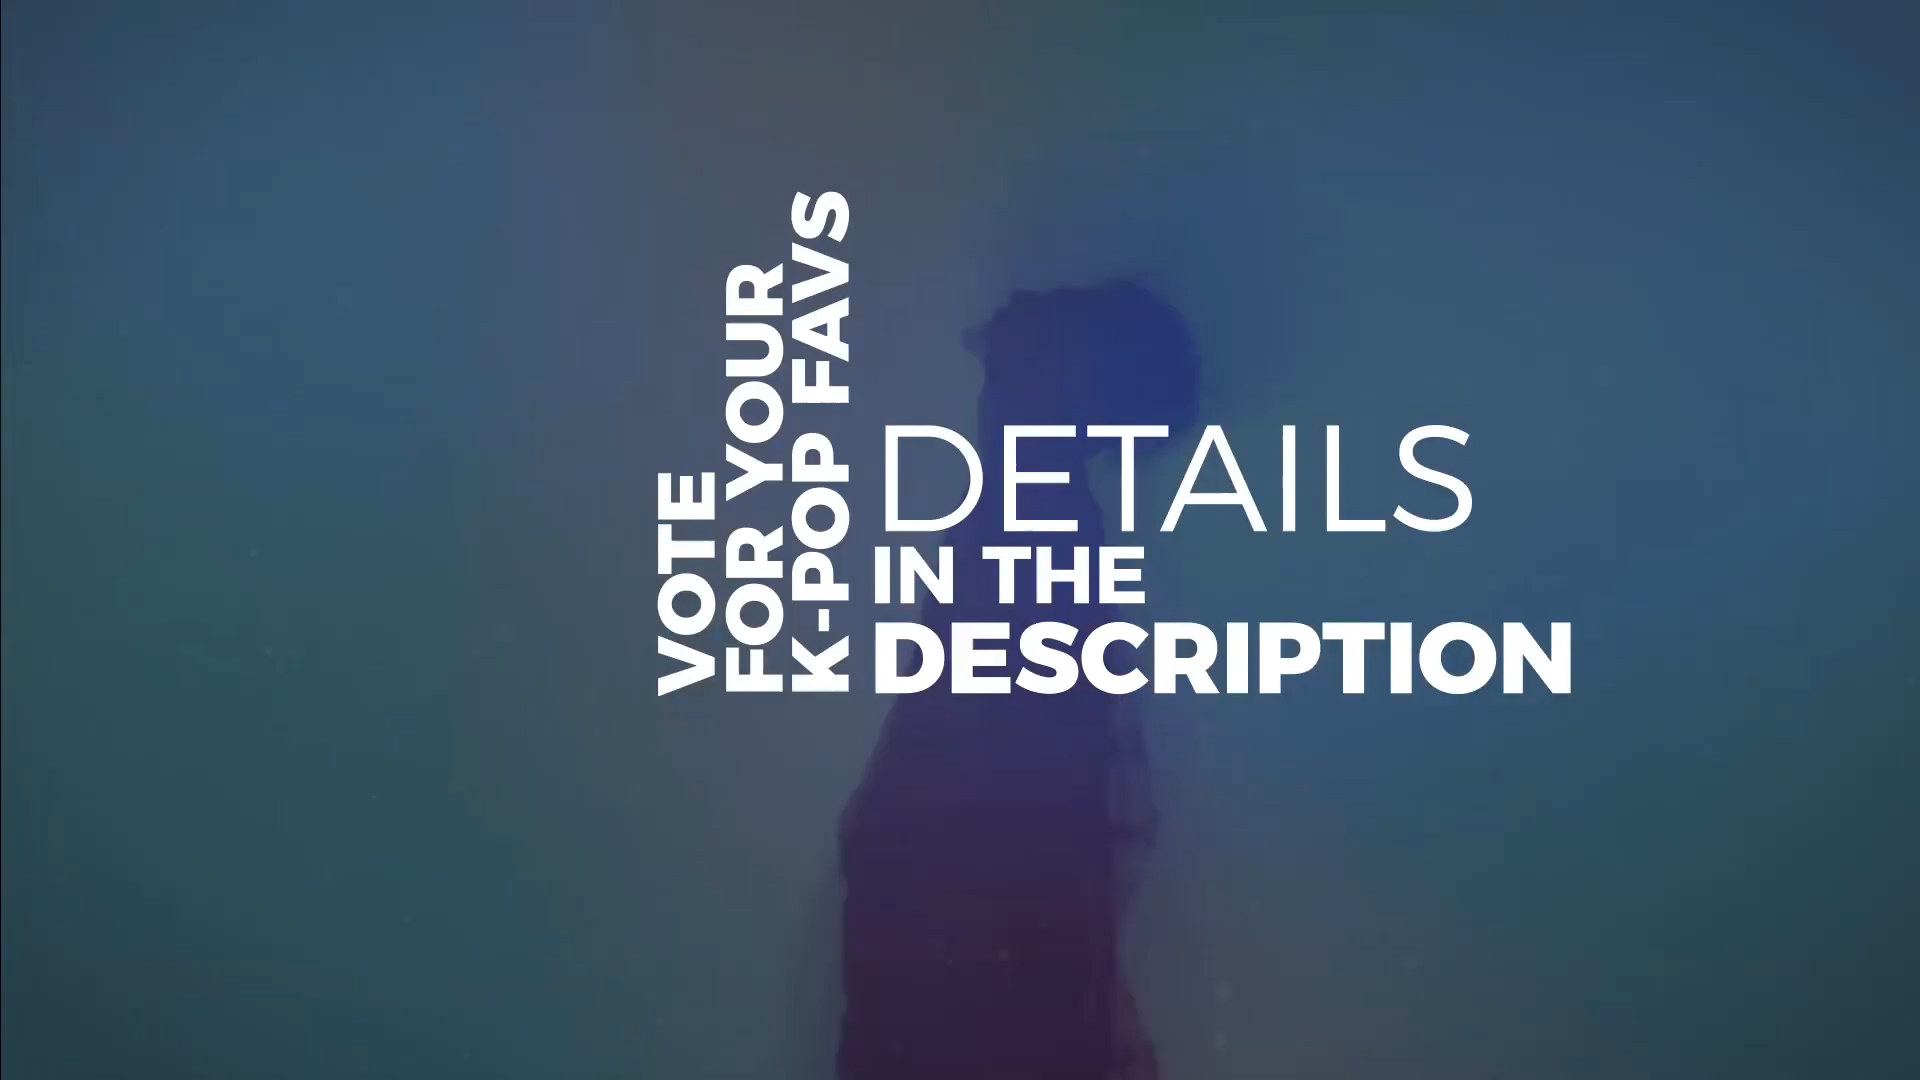 VOTE
FOR YOUR
K-POP FAVS
DETAILS
IN THE
DESCRIPTION